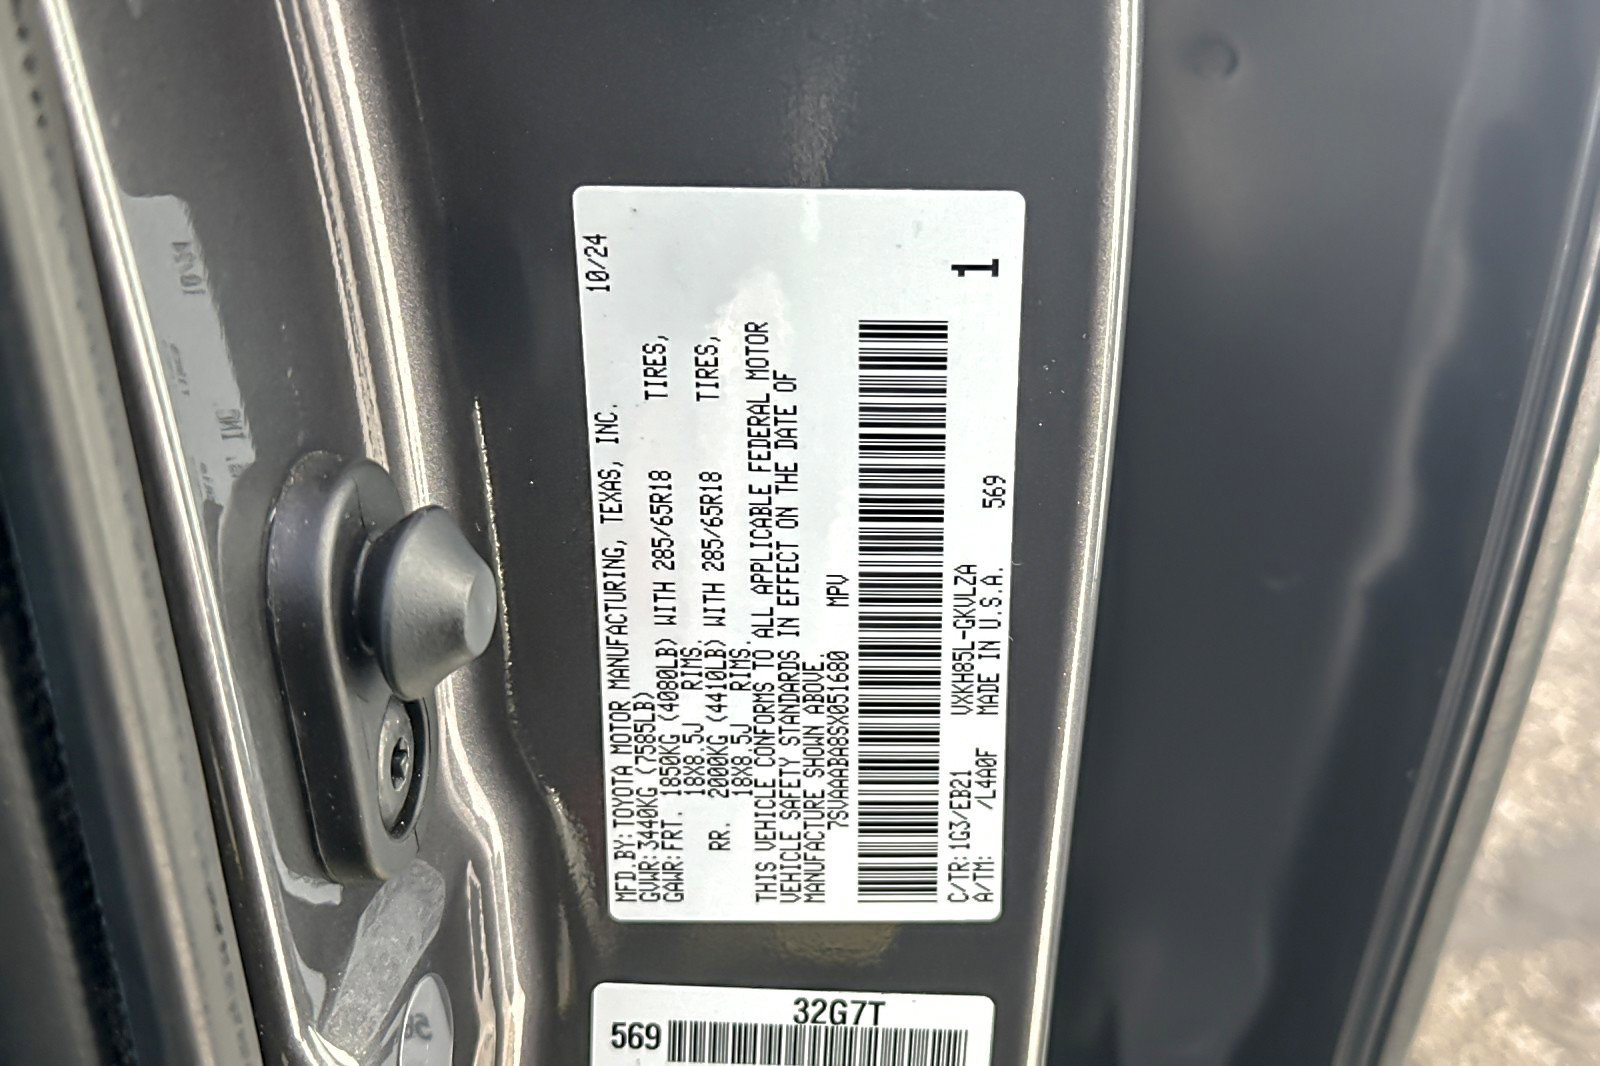 MFD.BY:TOYOTA MOTOR MANUFACTURING, TEXAS, INC. 10/24
GVWR:3440KG (7585LB)
GAWR:FRT. 1850KG (4080LB) WITH 285/65R18 TIRES,
18X8.5J RIMS.
RR. 2000KG (4410LB) WITH 285/65R18 TIRES,
18X8.5J RIMS.
THIS VEHICLE CONFORMS TO ALL APPLICABLE FEDERAL MOTOR
VEHICLE SAFETY STANDARDS IN EFFECT ON THE DATE OF
MANUFACTURE SHOWN ABOVE.
7SVAAABA8SX051680 MPV
1
C/TR:1G3/EB21 VXKH85L-GKVLZA
A/TM: /L4A0F MADE IN U.S.A. 569
32G7T
569